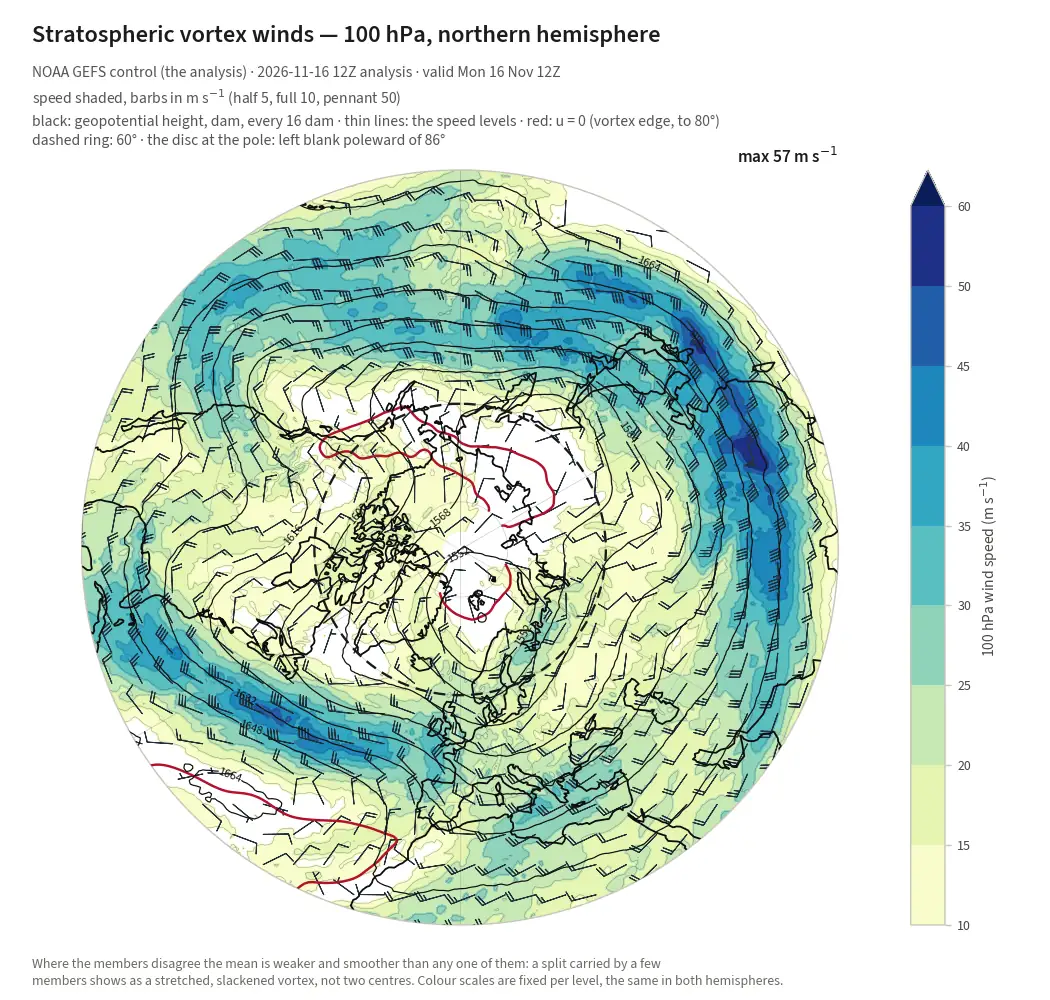 Stratospheric vortex winds — 100 hPa, northern hemisphere
NOAA GEFS control (the analysis) · 2026-11-16 12Z analysis · valid Mon 16 Nov 12Z
speed shaded, barbs in m s⁻¹ (half 5, full 10, pennant 50)
black: geopotential height, dam, every 16 dam · thin lines: the speed levels · red: u = 0 (vortex edge, to 80°)
dashed ring: 60° · the disc at the pole: left blank poleward of 86°
max 57 m s⁻¹
60
50
45
40
35
30
25
20
15
10
100 hPa wind speed (m s⁻¹)
1664
1568
1616
1552
1632
1648
1664
Where the members disagree the mean is weaker and smoother than any one of them: a split carried by a few
members shows as a stretched, slackened vortex, not two centres. Colour scales are fixed per level, the same in both hemispheres.